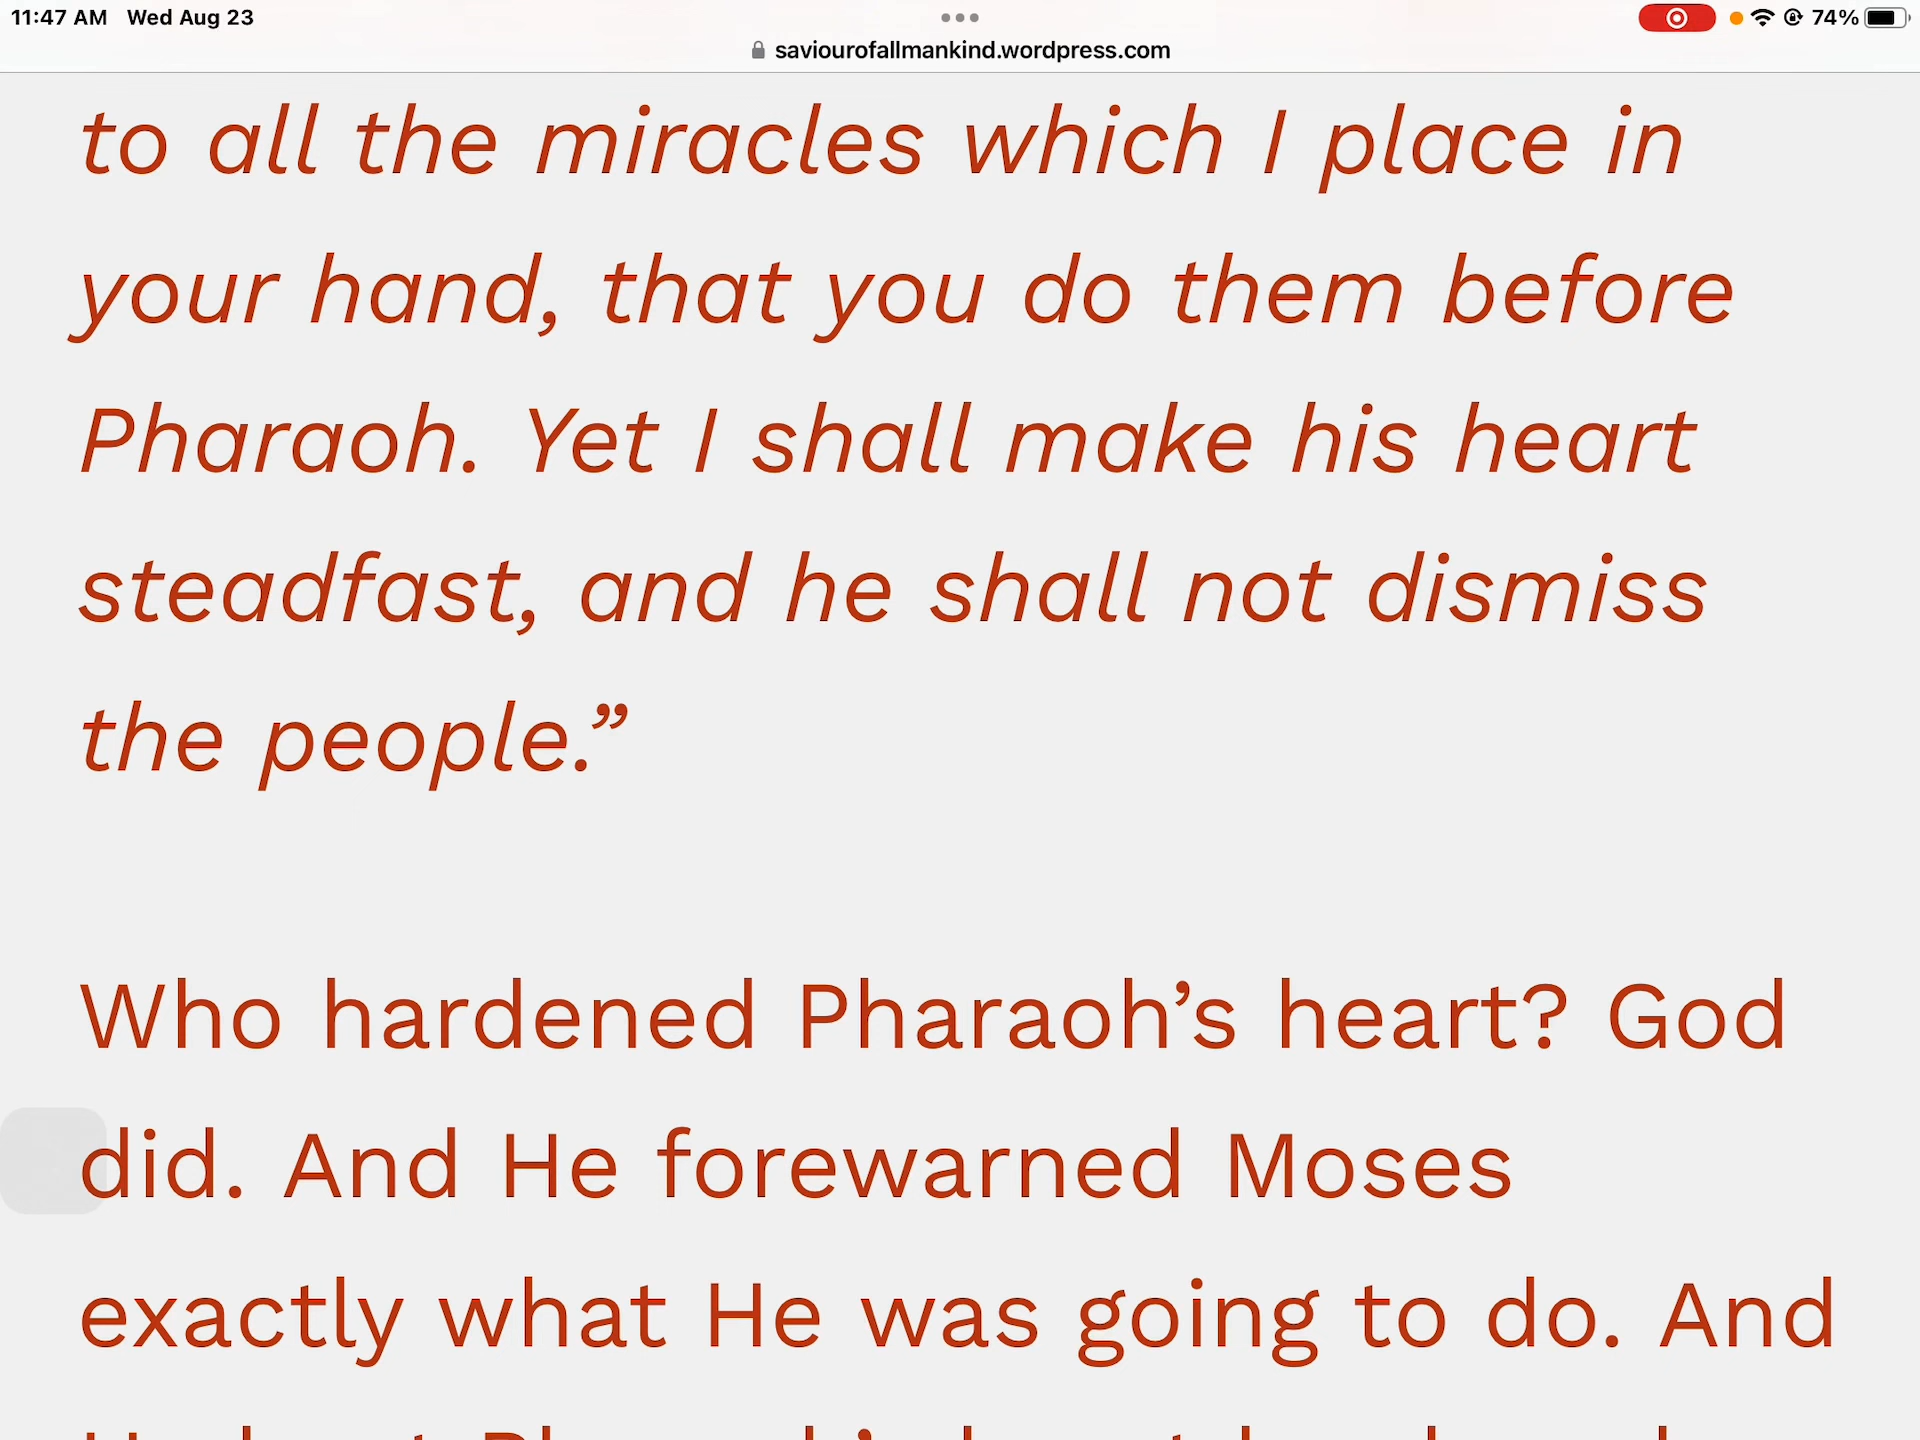 11:47 AM Wed Aug 23
74%
saviourofallmankind.wordpress.com
to all the miracles which I place in
your hand, that you do them before
Pharaoh. Yet I shall make his heart
steadfast, and he shall not dismiss
the people.”
Who hardened Pharaoh’s heart? God
did. And He forewarned Moses
exactly what He was going to do. And